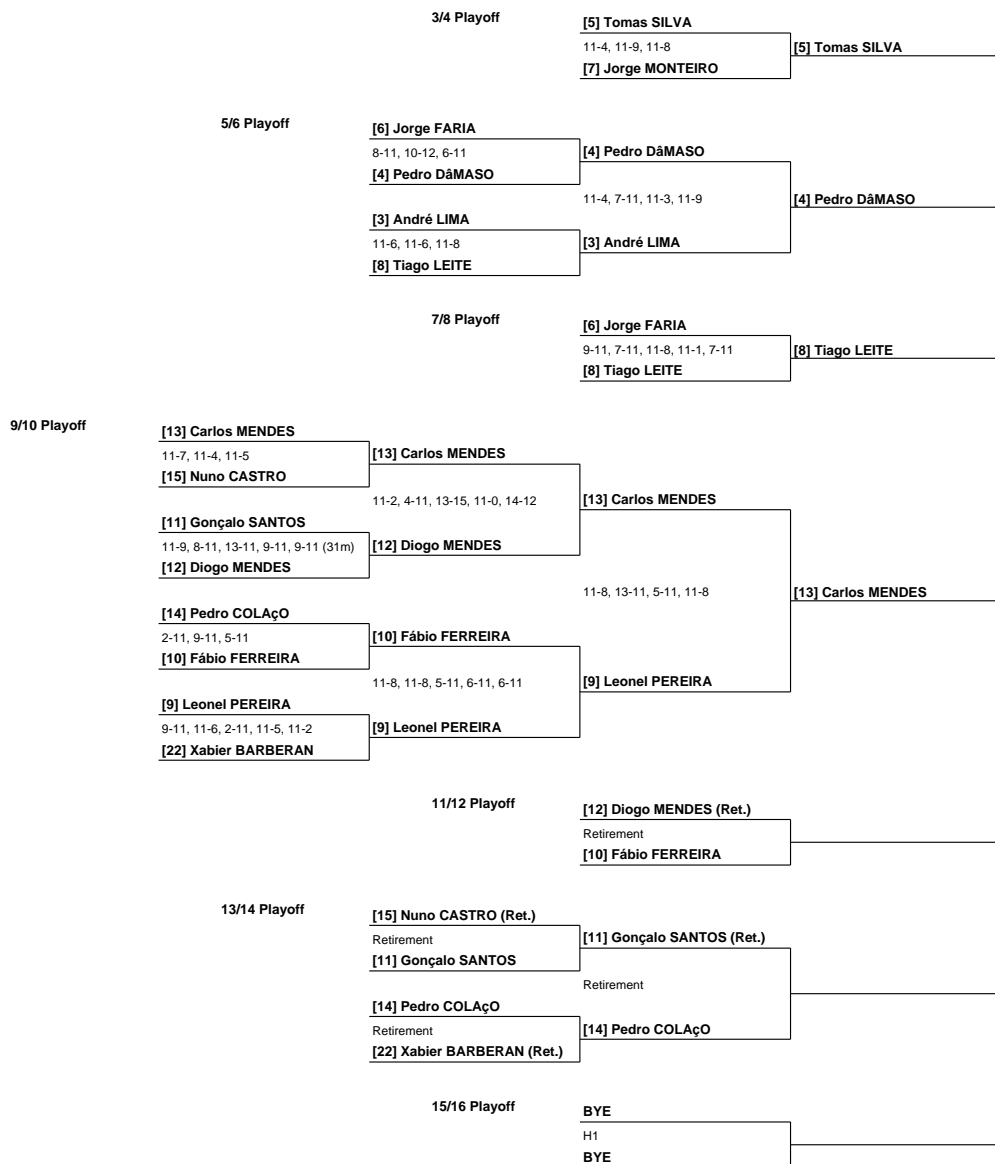 3/4 Playoff
[5] Tomas SILVA
11-4, 11-9, 11-8
[5] Tomas SILVA
[7] Jorge MONTEIRO
5/6 Playoff
[6] Jorge FARIA
8-11, 10-12, 6-11
[4] Pedro DâMASO
[4] Pedro DâMASO
11-4, 7-11, 11-3, 11-9
[4] Pedro DâMASO
[3] André LIMA
11-6, 11-6, 11-8
[3] André LIMA
[8] Tiago LEITE
7/8 Playoff
[6] Jorge FARIA
9-11, 7-11, 11-8, 11-1, 7-11
[8] Tiago LEITE
[8] Tiago LEITE
9/10 Playoff
[13] Carlos MENDES
11-7, 11-4, 11-5
[13] Carlos MENDES
[15] Nuno CASTRO
11-2, 4-11, 13-15, 11-0, 14-12
[13] Carlos MENDES
[11] Gonçalo SANTOS
11-9, 8-11, 13-11, 9-11, 9-11 (31m)
[12] Diogo MENDES
[12] Diogo MENDES
11-8, 13-11, 5-11, 11-8
[13] Carlos MENDES
[14] Pedro COLAçO
2-11, 9-11, 5-11
[10] Fábio FERREIRA
[10] Fábio FERREIRA
11-8, 11-8, 5-11, 6-11, 6-11
[9] Leonel PEREIRA
[9] Leonel PEREIRA
9-11, 11-6, 2-11, 11-5, 11-2
[9] Leonel PEREIRA
[22] Xabier BARBERAN
11/12 Playoff
[12] Diogo MENDES (Ret.)
Retirement
[10] Fábio FERREIRA
13/14 Playoff
[15] Nuno CASTRO (Ret.)
Retirement
[11] Gonçalo SANTOS (Ret.)
[11] Gonçalo SANTOS
Retirement
[14] Pedro COLAçO
Retirement
[14] Pedro COLAçO
[22] Xabier BARBERAN (Ret.)
15/16 Playoff
BYE
H1
BYE